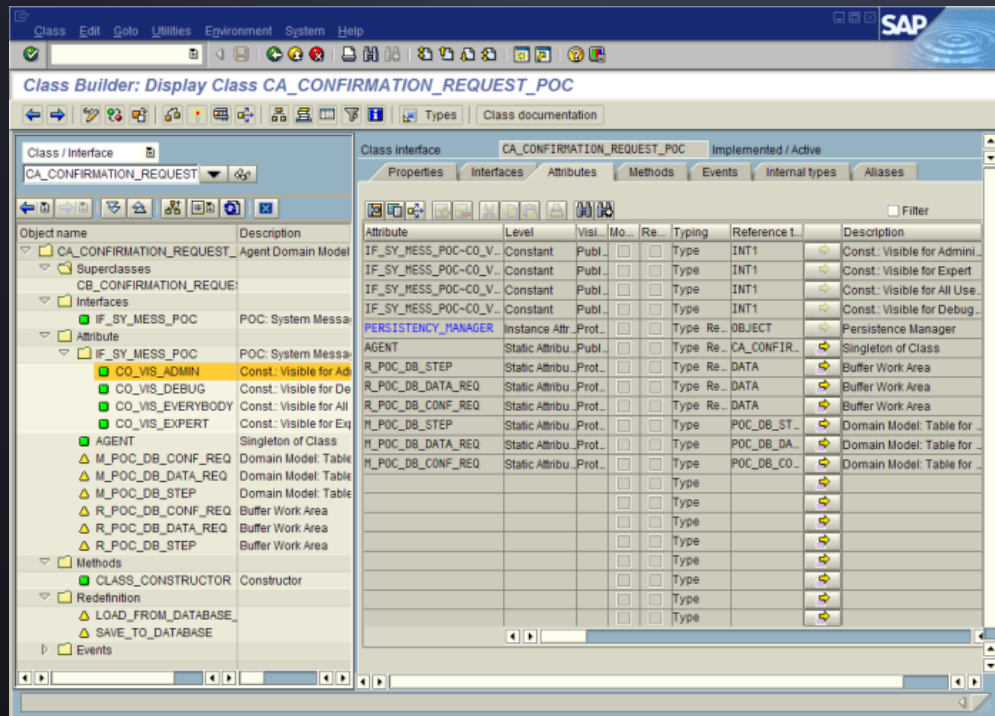 Class Edit Goto Utilities Environment System Help
SAP
Class Builder: Display Class CA_CONFIRMATION_REQUEST_POC
Types Class documentation
Class / Interface
CA_CONFIRMATION_REQUEST
Object name Description
CA_CONFIRMATION_REQUEST_ Agent Domain Model
Superclasses
CB_CONFIRMATION_REQUE
Interfaces
IF_SY_MESS_POC POC: System Messa
Attribute
IF_SY_MESS_POC POC: System Messa
CO_VIS_ADMIN Const.: Visible for Ad
CO_VIS_DEBUG Const.: Visible for De
CO_VIS_EVERYBODY Const.: Visible for All
CO_VIS_EXPERT Const.: Visible for Exp
AGENT Singleton of Class
M_POC_DB_CONF_REQ Domain Model: Table
M_POC_DB_DATA_REQ Domain Model: Table
M_POC_DB_STEP Domain Model: Table
R_POC_DB_CONF_REQ Buffer Work Area
R_POC_DB_DATA_REQ Buffer Work Area
R_POC_DB_STEP Buffer Work Area
Methods
CLASS_CONSTRUCTOR Constructor
Redefinition
LOAD_FROM_DATABASE_
SAVE_TO_DATABASE
Events
Class interface CA_CONFIRMATION_REQUEST_POC Implemented / Active
Properties Interfaces Attributes Methods Events Internal types Aliases
Filter
Attribute Level Visi.. Mo... Re... Typing Reference t... Description
IF_SY_MESS_POC~CO_V.. Constant Publ.. Type INT1 Const.: Visible for Admini..
IF_SY_MESS_POC~CO_V.. Constant Publ.. Type INT1 Const.: Visible for Expert
IF_SY_MESS_POC~CO_V.. Constant Publ.. Type INT1 Const.: Visible for All Use..
IF_SY_MESS_POC~CO_V.. Constant Publ.. Type INT1 Const.: Visible for Debug..
PERSISTENCY_MANAGER Instance Attr.. Prot.. Type Re.. OBJECT Persistence Manager
AGENT Static Attribu.. Publ.. Type Re.. CA_CONFIR.. Singleton of Class
R_POC_DB_STEP Static Attribu.. Prot.. Type Re.. DATA Buffer Work Area
R_POC_DB_DATA_REQ Static Attribu.. Prot.. Type Re.. DATA Buffer Work Area
R_POC_DB_CONF_REQ Static Attribu.. Prot.. Type Re.. DATA Buffer Work Area
M_POC_DB_STEP Static Attribu.. Prot.. Type POC_DB_ST.. Domain Model: Table for ..
M_POC_DB_DATA_REQ Static Attribu.. Prot.. Type POC_DB_DA.. Domain Model: Table for ..
M_POC_DB_CONF_REQ Static Attribu.. Prot.. Type POC_DB_CO.. Domain Model: Table for ..
Type
Type
Type
Type
Type
Type
Type
Type